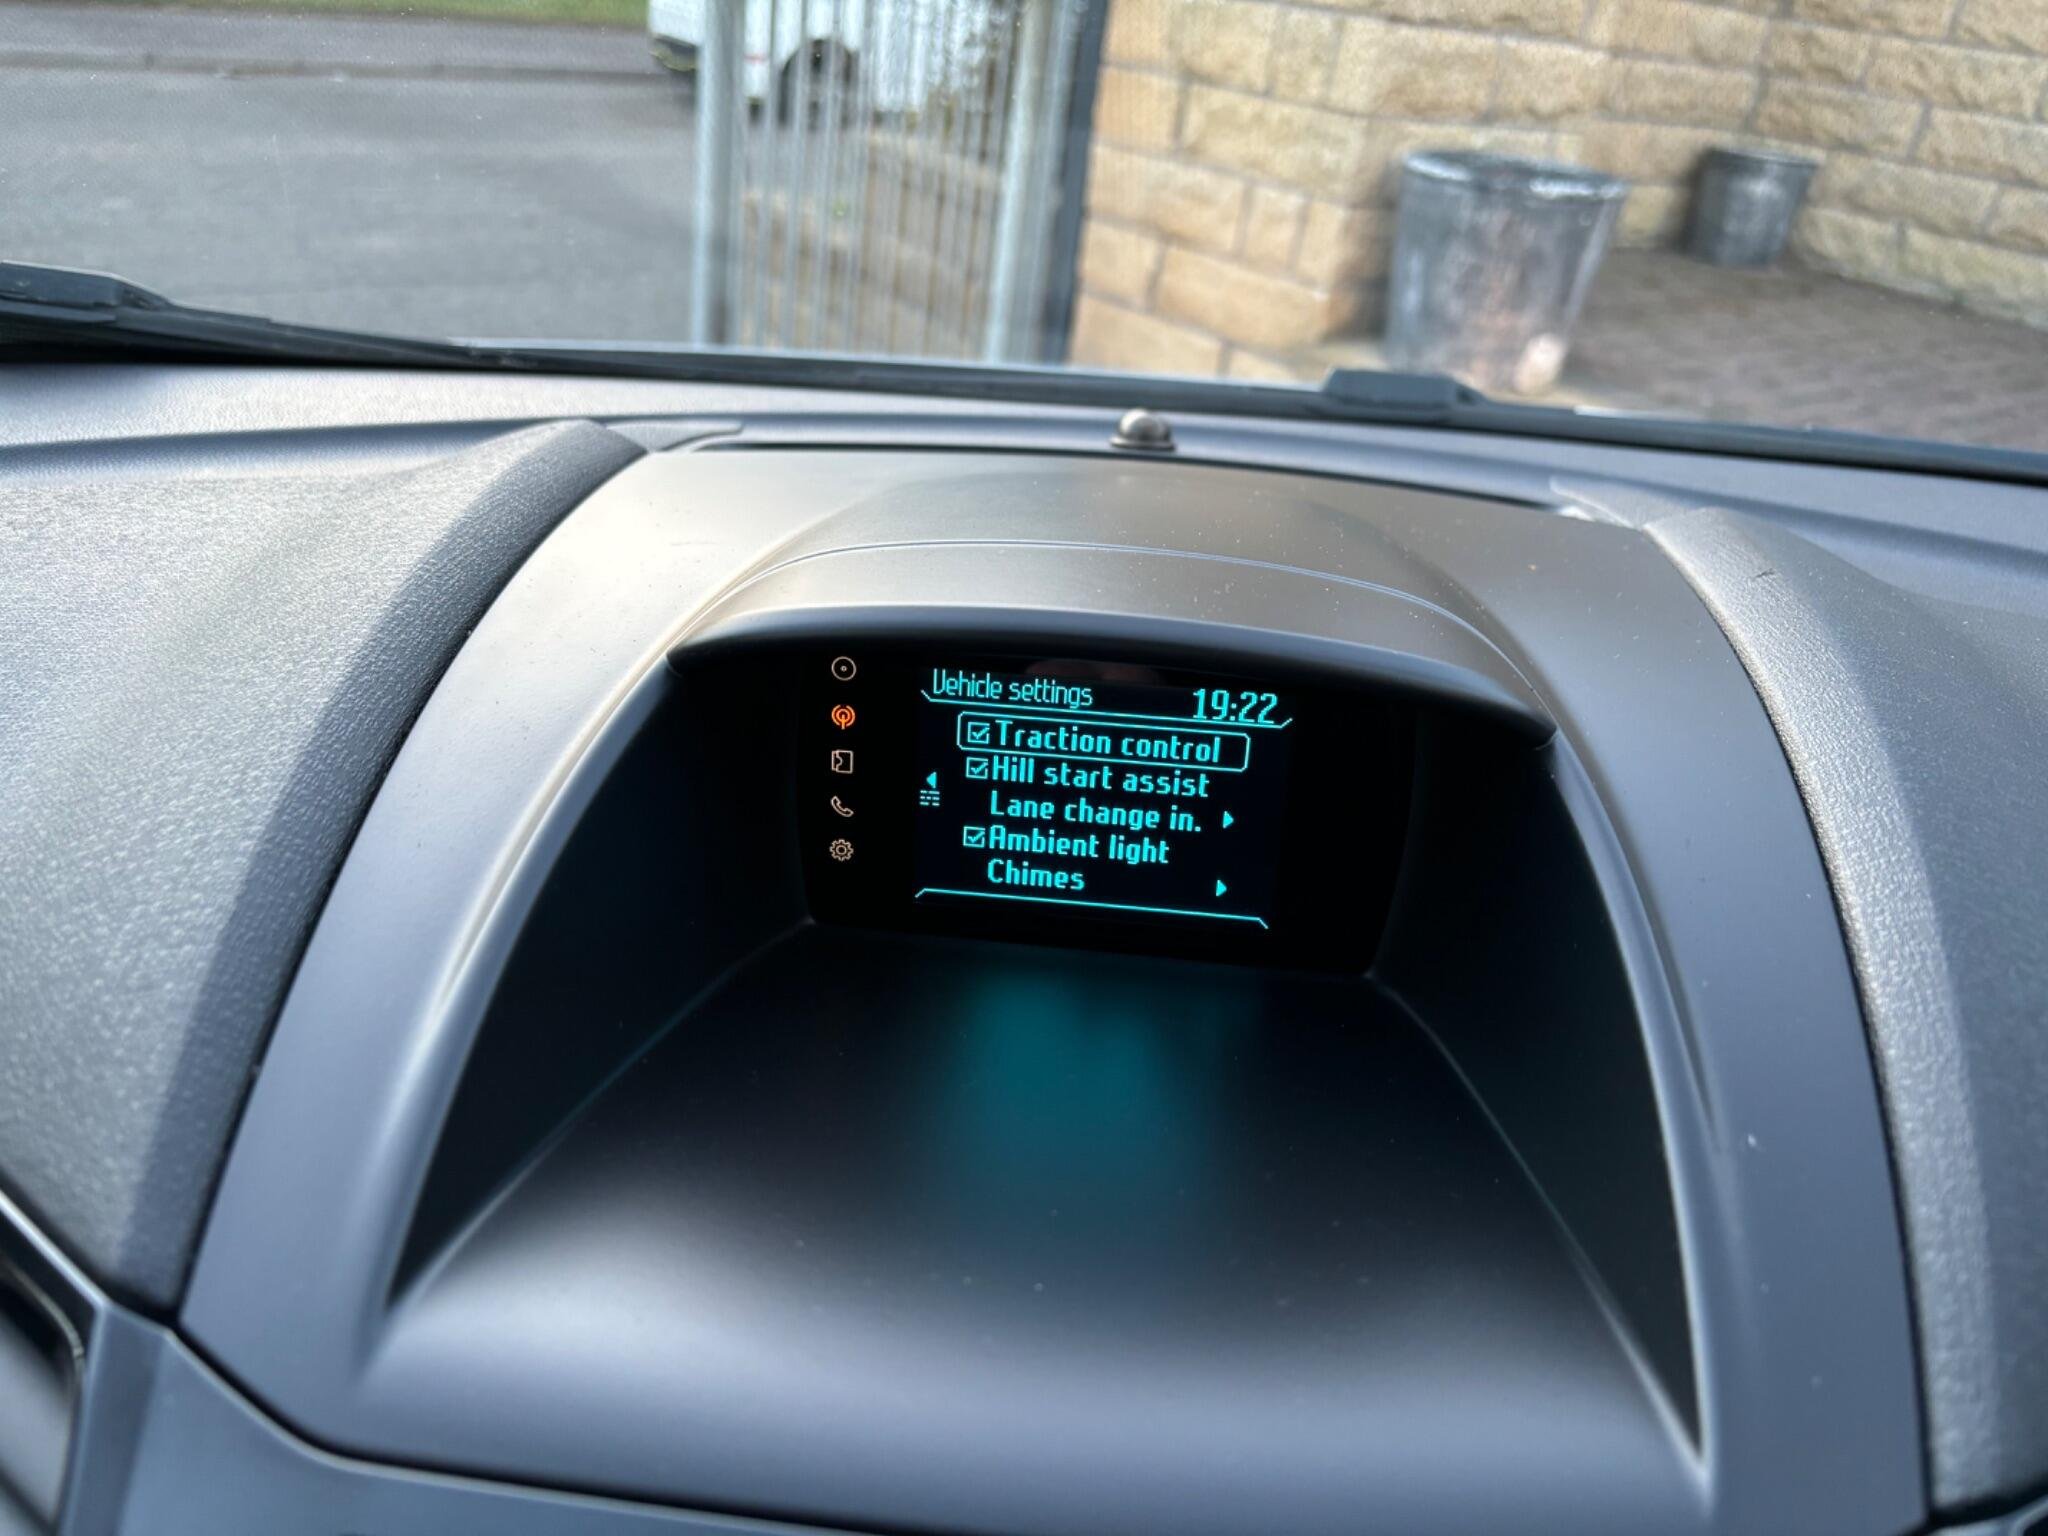 Vehicle settings 19:22
Traction control
Hill start assist
Lane change in.
Ambient light
Chimes